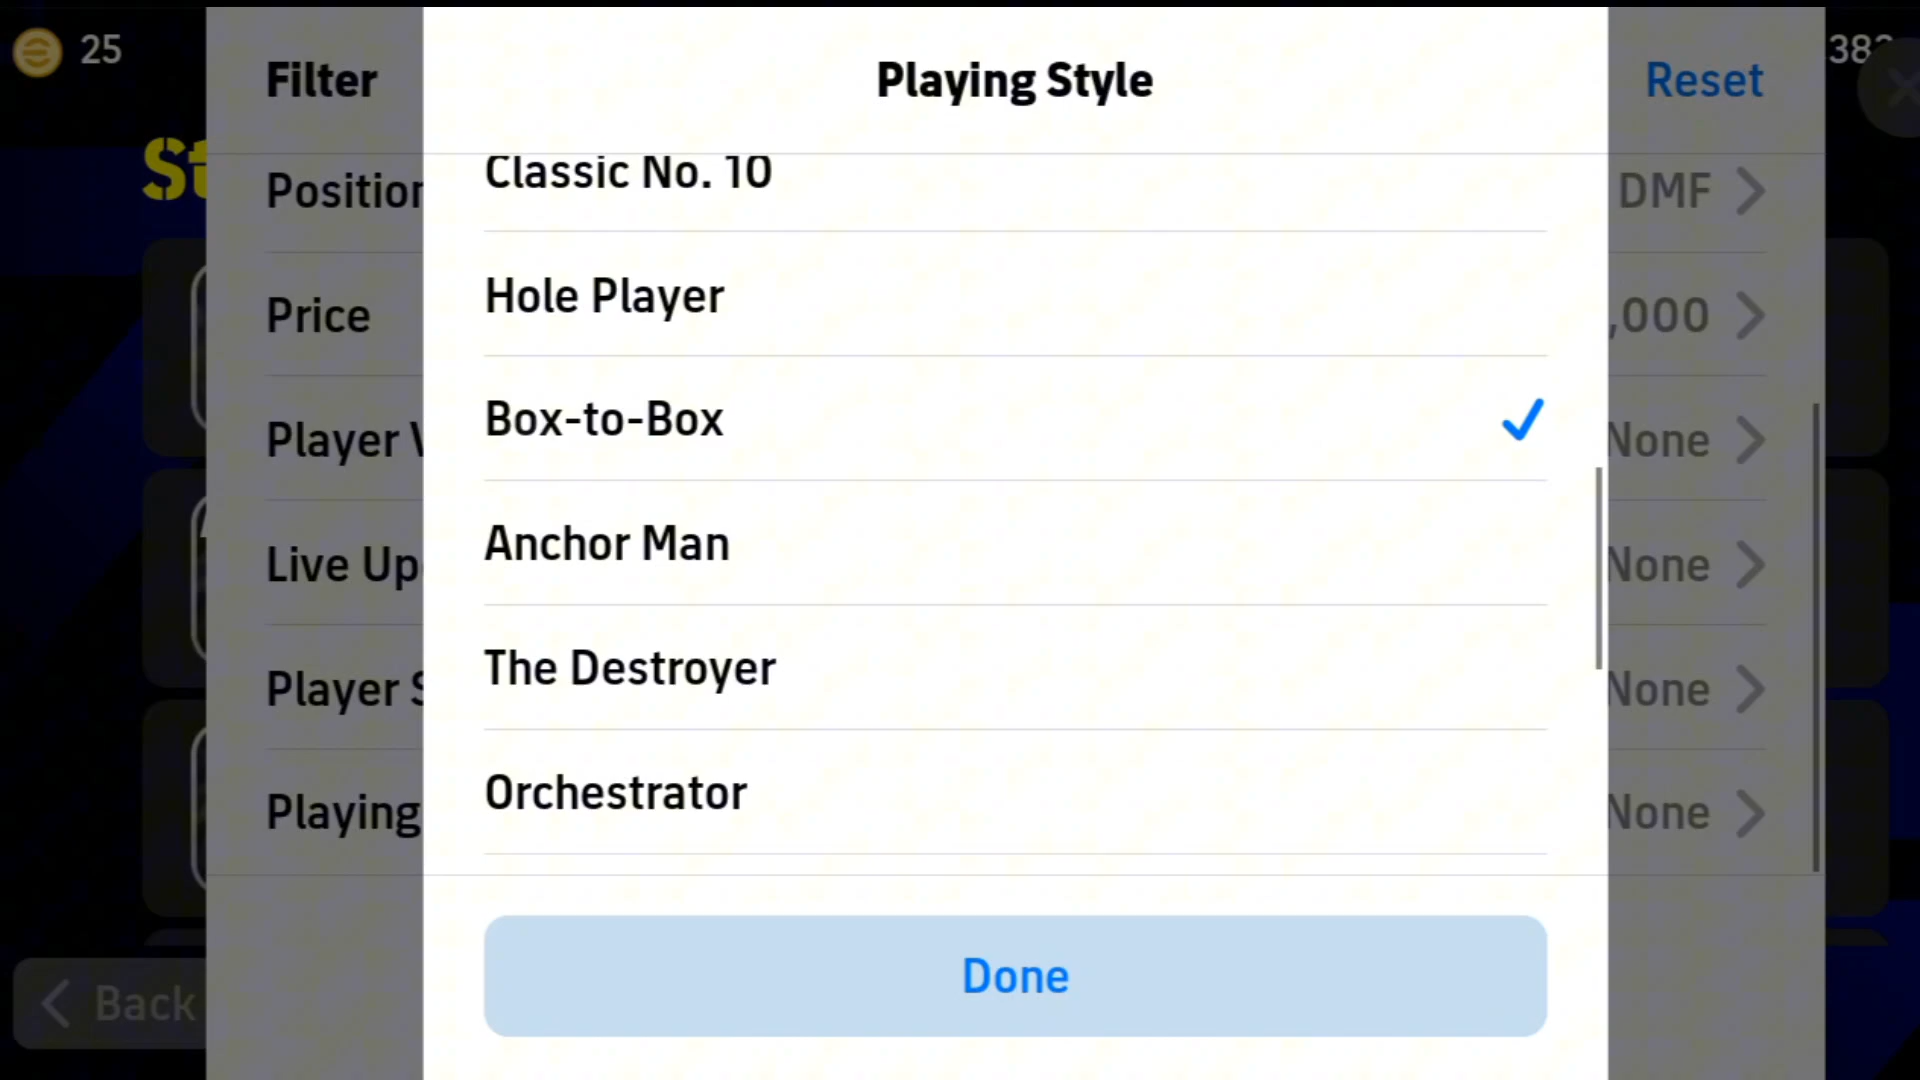 25
Filter
Playing Style
Reset
Position
DMF
Classic No. 10
Hole Player
Price
,000
Box-to-Box
Player
None
Anchor Man
Live Up
None
The Destroyer
Player S
None
Orchestrator
Playing
None
Done
Back